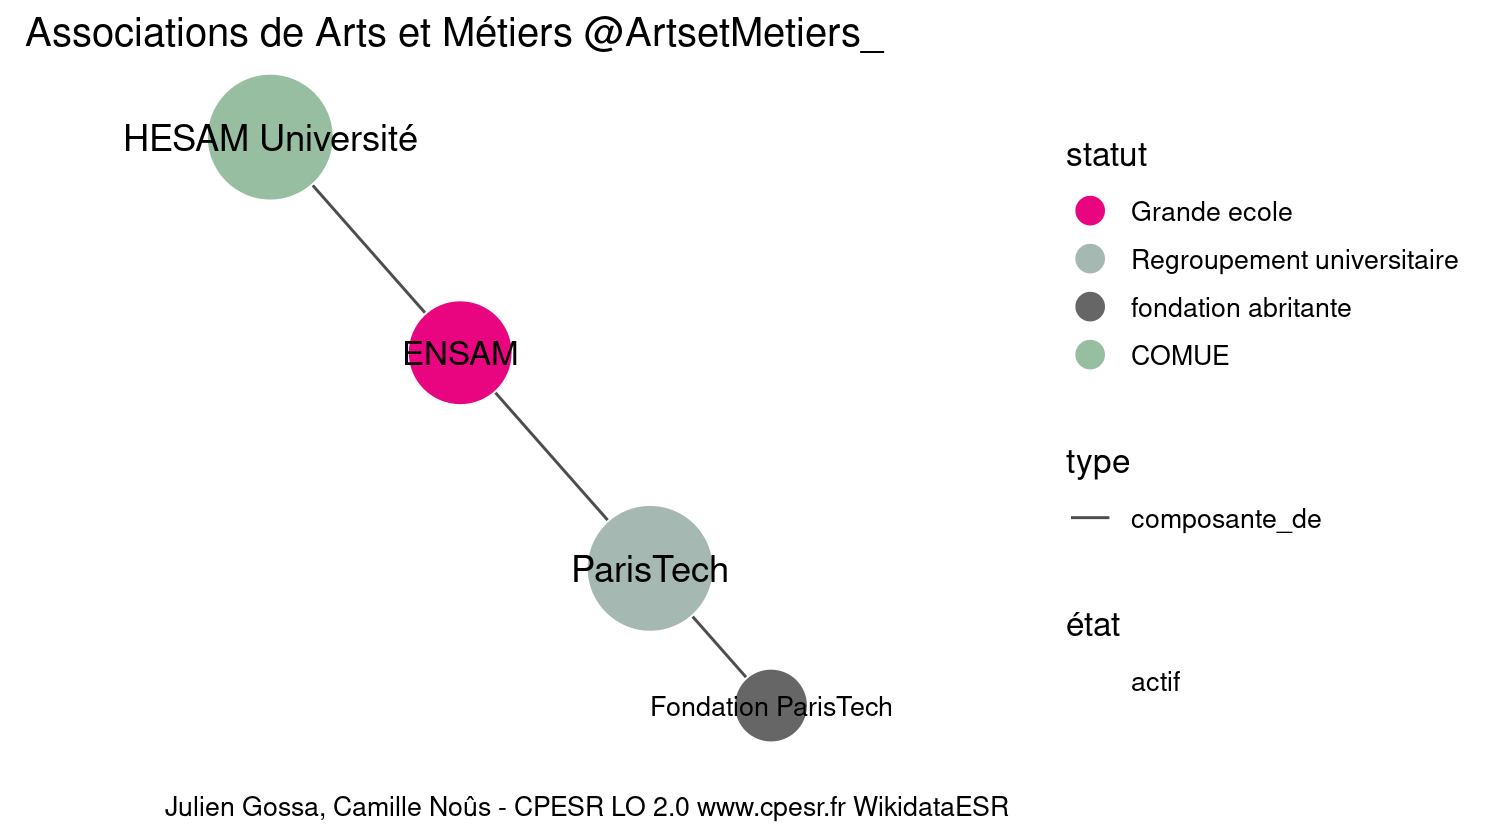 Associations de Arts et Métiers @ArtsetMetiers_
HESAM Université
ENSAM
ParisTech
Fondation ParisTech
statut
Grande ecole
Regroupement universitaire
fondation abritante
COMUE
type
composante_de
état
actif
Julien Gossa, Camille Noûs - CPESR LO 2.0 www.cpesr.fr WikidataESR